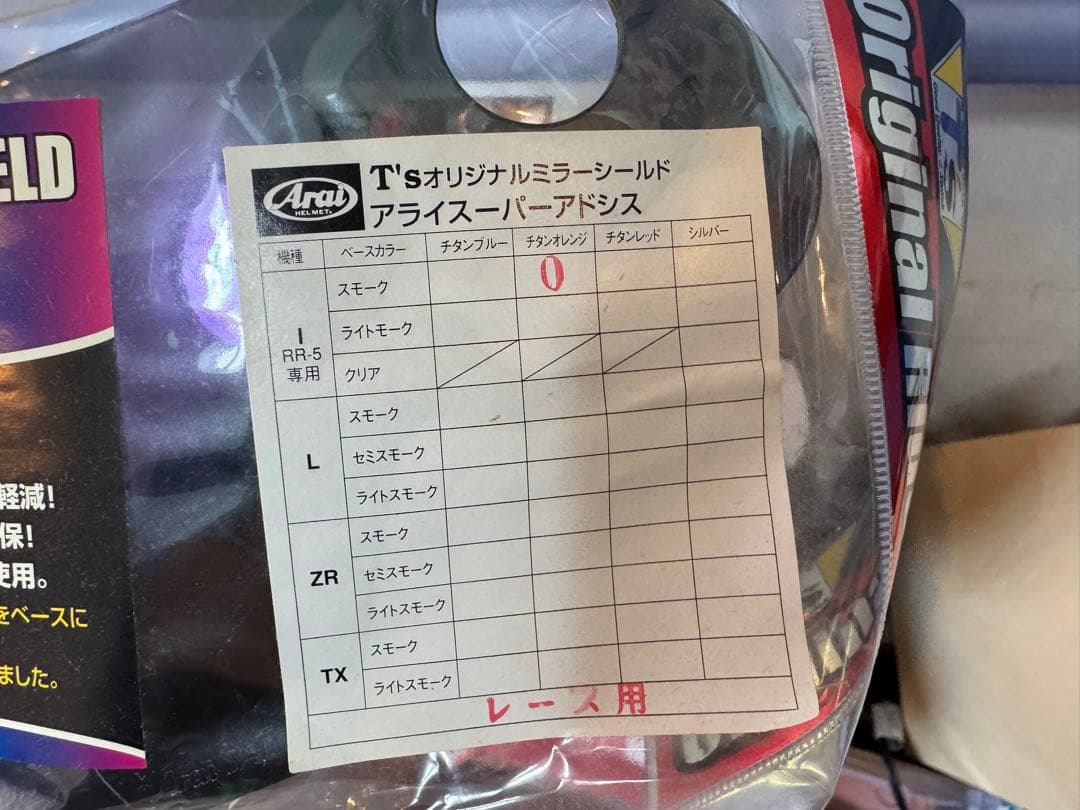 ELD
軽減!
保!
使用。
をベースに
ました。
Arai
HELMET.
T'sオリジナルミラーシールド
アライスーパーアドシス
機種 ベースカラー チタンブルー チタンオレンジ チタンレッド シルバー
I
RR-5
専用
スモーク 0
ライトモーク
クリア
L
スモーク
セミスモーク
ライトスモーク
ZR
スモーク
セミスモーク
ライトスモーク
TX
スモーク
ライトスモーク
レース用
Original
T's